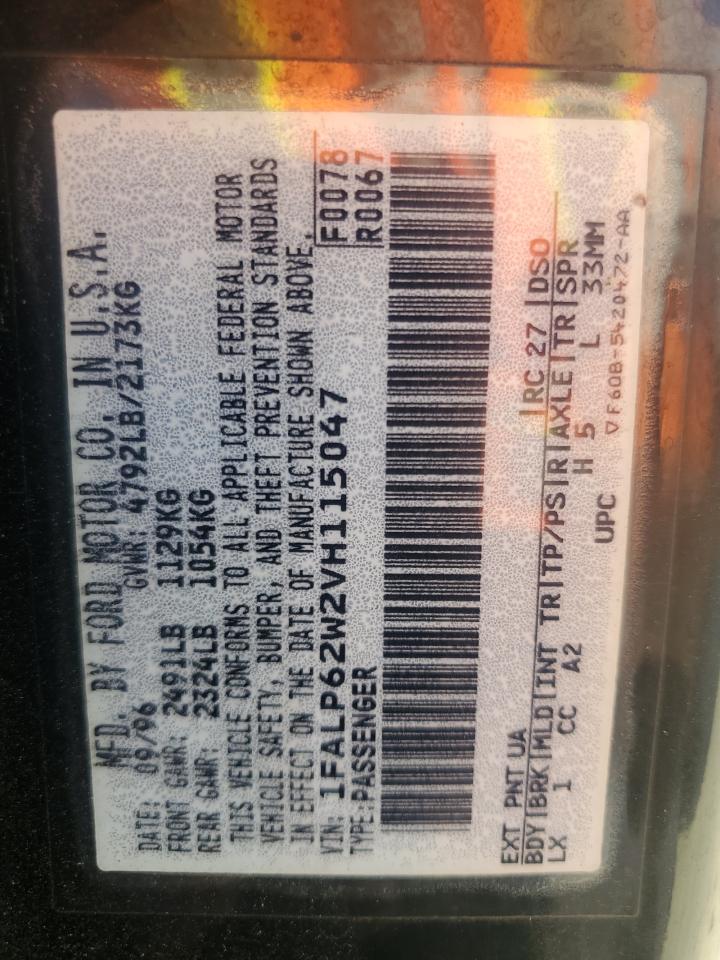 MFD. BY FORD MOTOR CO. IN U.S.A.
DATE: 09/96 GVWR: 4792LB/2173KG
FRONT GAWR: 2491LB 1129KG
REAR GAWR: 2324LB 1054KG
THIS VEHICLE CONFORMS TO ALL APPLICABLE FEDERAL MOTOR
VEHICLE SAFETY, BUMPER, AND THEFT PREVENTION STANDARDS
IN EFFECT ON THE DATE OF MANUFACTURE SHOWN ABOVE.
VIN: 1FALP62W2VH115047 F0078
TYPE: PASSENGER R0067
EXT PNT UA RC 27 DSO
BDY BRK MLD INT TR TP/PS R AXLE TR SPR
LX 1 CC A2 H 5 L 33MM
UPC ▽F60B-5420472-AA